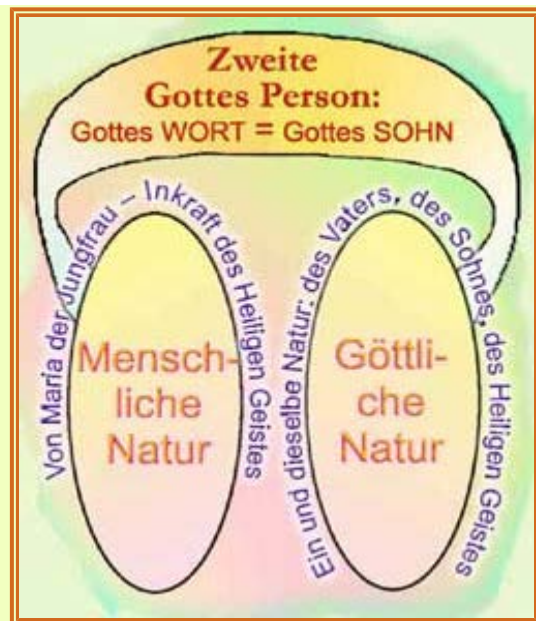 Zweite
Gottes Person:
Gottes WORT = Gottes SOHN
Von Maria der Jungfrau – Inkraft des Heiligen Geistes
Mensch-
liche
Natur
Ein und dieselbe Natur: des Vaters, des Sohnes, des Heiligen Geistes
Göttli-
che
Natur